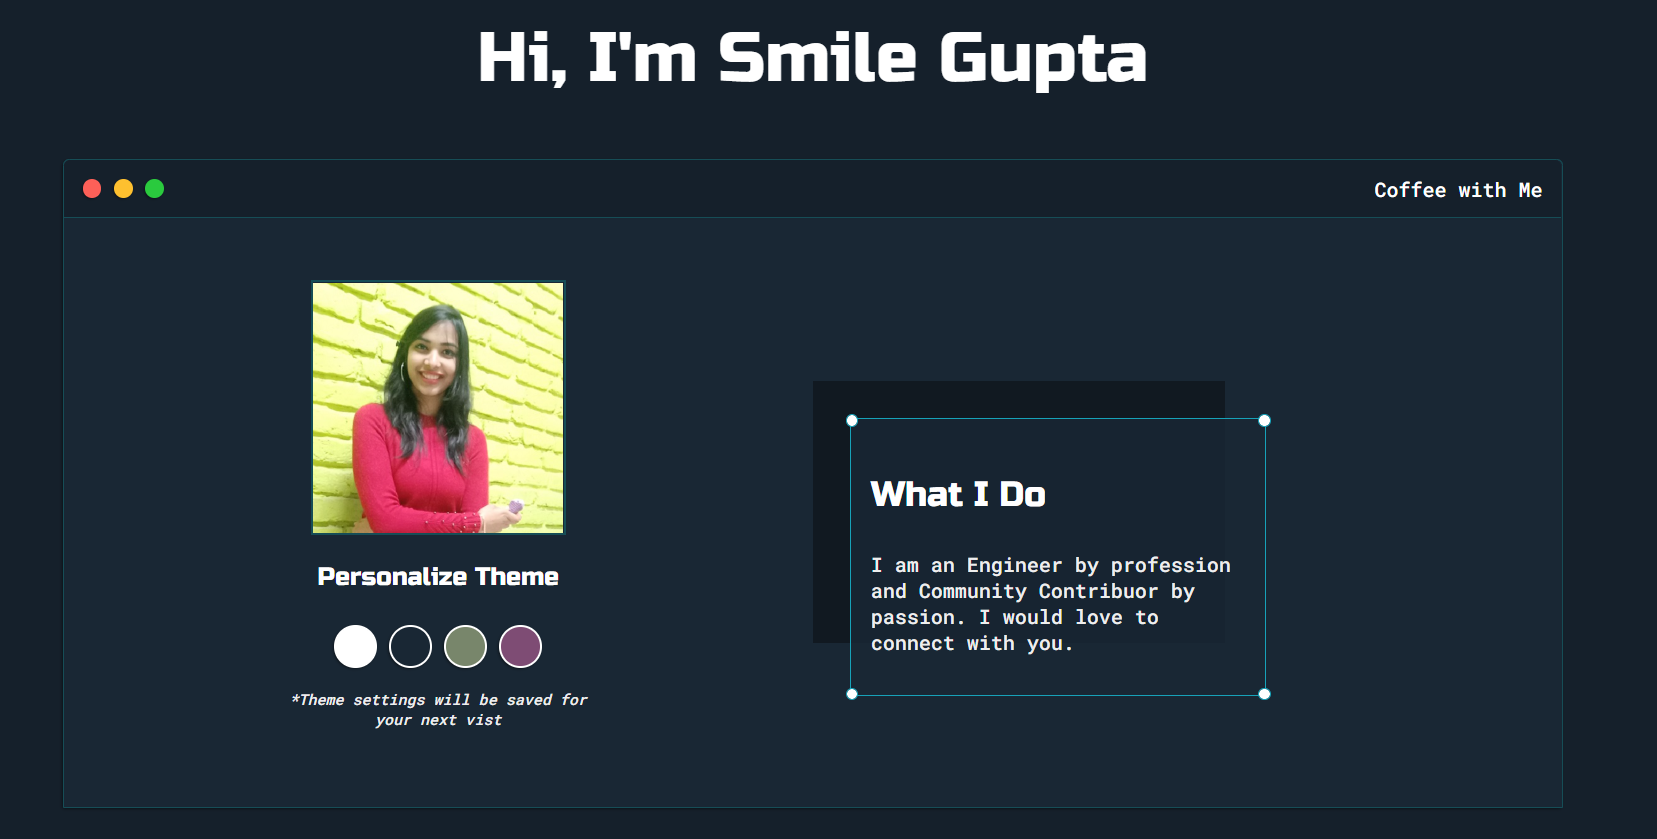 Hi, I'm Smile Gupta
Coffee with Me
Personalize Theme
*Theme settings will be saved for
your next vist
What I Do
I am an Engineer by profession
and Community Contribuor by
passion. I would love to
connect with you.